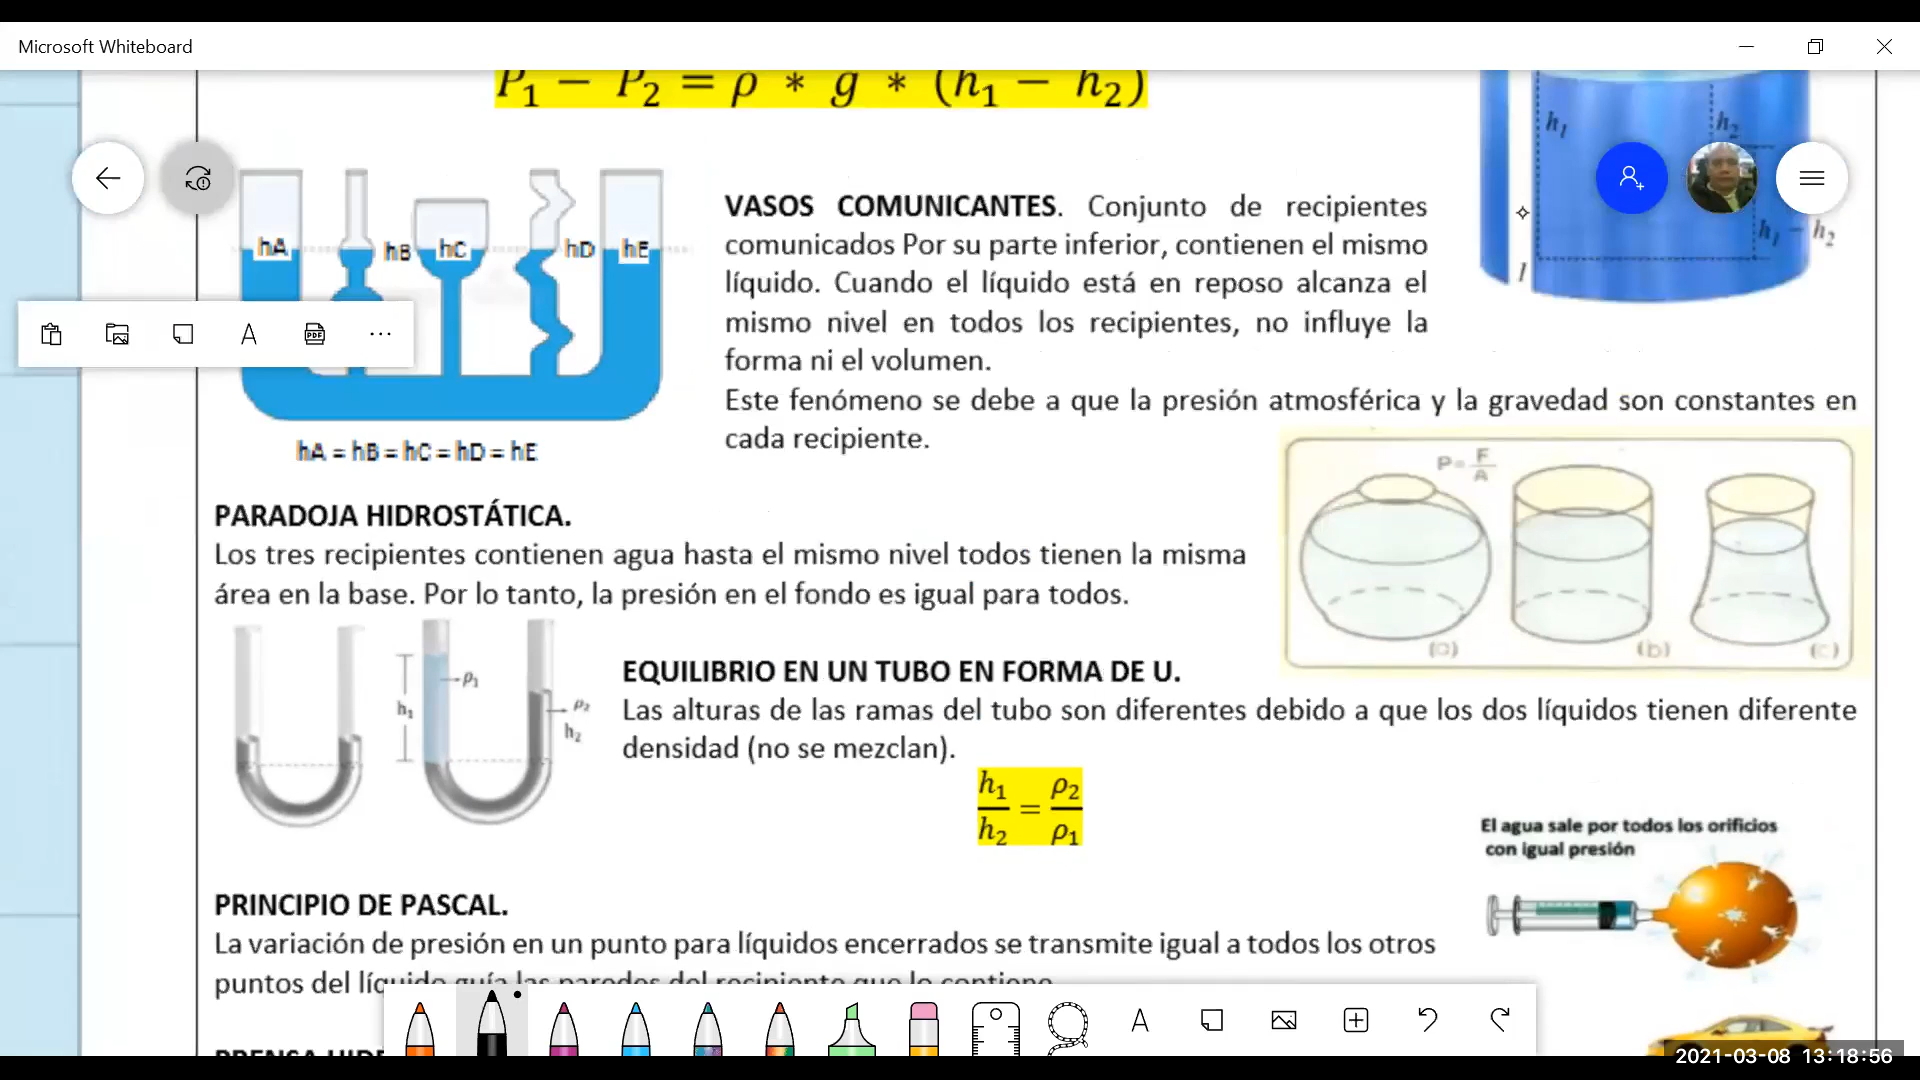 Microsoft Whiteboard
P₁ − P₂ = ρ * g * (h₁ − h₂)
h₁
h₂
h₁ − h₂
hA
hB
hC
hD
hE
hA = hB = hC = hD = hE
VASOS COMUNICANTES. Conjunto de recipientes
comunicados Por su parte inferior, contienen el mismo
líquido. Cuando el líquido está en reposo alcanza el
mismo nivel en todos los recipientes, no influye la
forma ni el volumen.
Este fenómeno se debe a que la presión atmosférica y la gravedad son constantes en
cada recipiente.
PDF
P = F/A
(a)
(b)
(c)
PARADOJA HIDROSTÁTICA.
Los tres recipientes contienen agua hasta el mismo nivel todos tienen la misma
área en la base. Por lo tanto, la presión en el fondo es igual para todos.
h₁
ρ₁
ρ₂
h₂
EQUILIBRIO EN UN TUBO EN FORMA DE U.
Las alturas de las ramas del tubo son diferentes debido a que los dos líquidos tienen diferente
densidad (no se mezclan).
h₁/h₂ = ρ₂/ρ₁
El agua sale por todos los orificios
con igual presión
PRINCIPIO DE PASCAL.
La variación de presión en un punto para líquidos encerrados se transmite igual a todos los otros
puntos del líquido y a las paredes del recipiente que lo contiene
2021-03-08 13:18:56